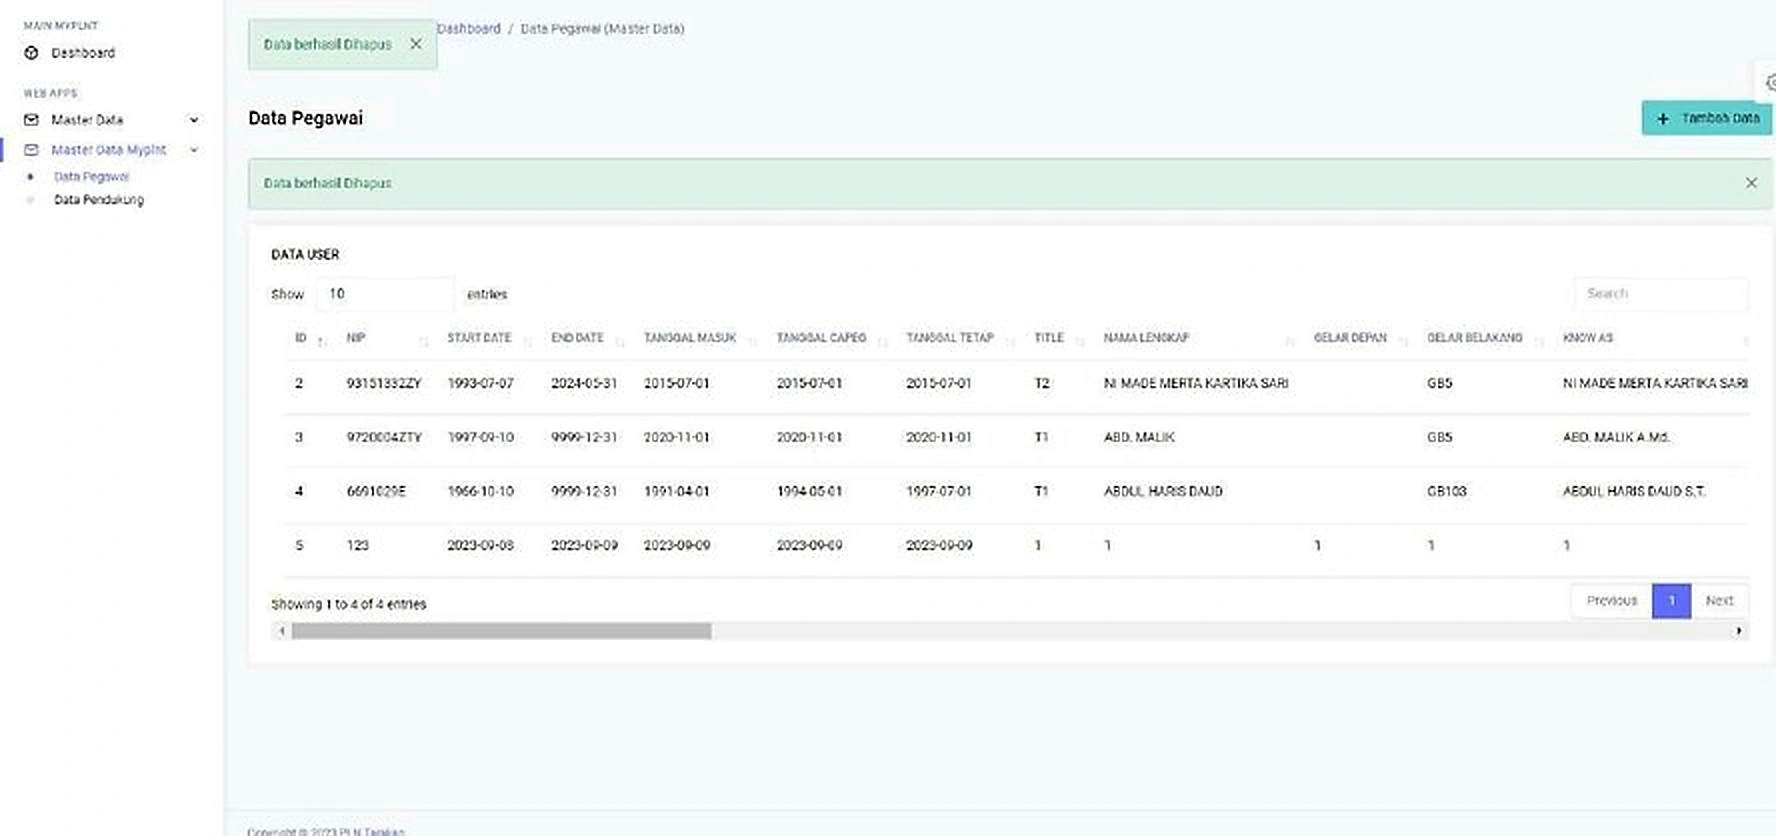 MAIN MYPLNT
Dashboard
WEB APPS
Master Data
Master Data Myplnt
Data Pegawai
Data Pendukung
Data berhasil Dihapus
Dashboard / Data Pegawai (Master Data)
Data Pegawai
+ Tambah Data
Data berhasil Dihapus
DATA USER
Show 10 entries
Search
ID NIP START DATE END DATE TANGGAL MASUK TANGGAL CAPEG TANGGAL TETAP TITLE NAMA LENGKAP GELAR DEPAN GELAR BELAKANG KNOW AS
2 93151332ZY 1993-07-07 2024-05-31 2015-07-01 2015-07-01 2015-07-01 T2 NI MADE MERTA KARTIKA SARI GB5 NI MADE MERTA KARTIKA SARI
3 9720004ZTY 1997-09-10 9999-12-31 2020-11-01 2020-11-01 2020-11-01 T1 ABD. MALIK GB5 ABD. MALIK A.Md.
4 6691029E 1966-10-10 9999-12-31 1991-04-01 1994-05-01 1997-07-01 T1 ABDUL HARIS DAUD GB103 ABDUL HARIS DAUD S.T.
5 123 2023-09-08 2023-09-09 2023-09-09 2023-09-09 2023-09-09 1 1 1 1 1
Showing 1 to 4 of 4 entries
Previous 1 Next
Copyright © 2023 PLN Tarakan